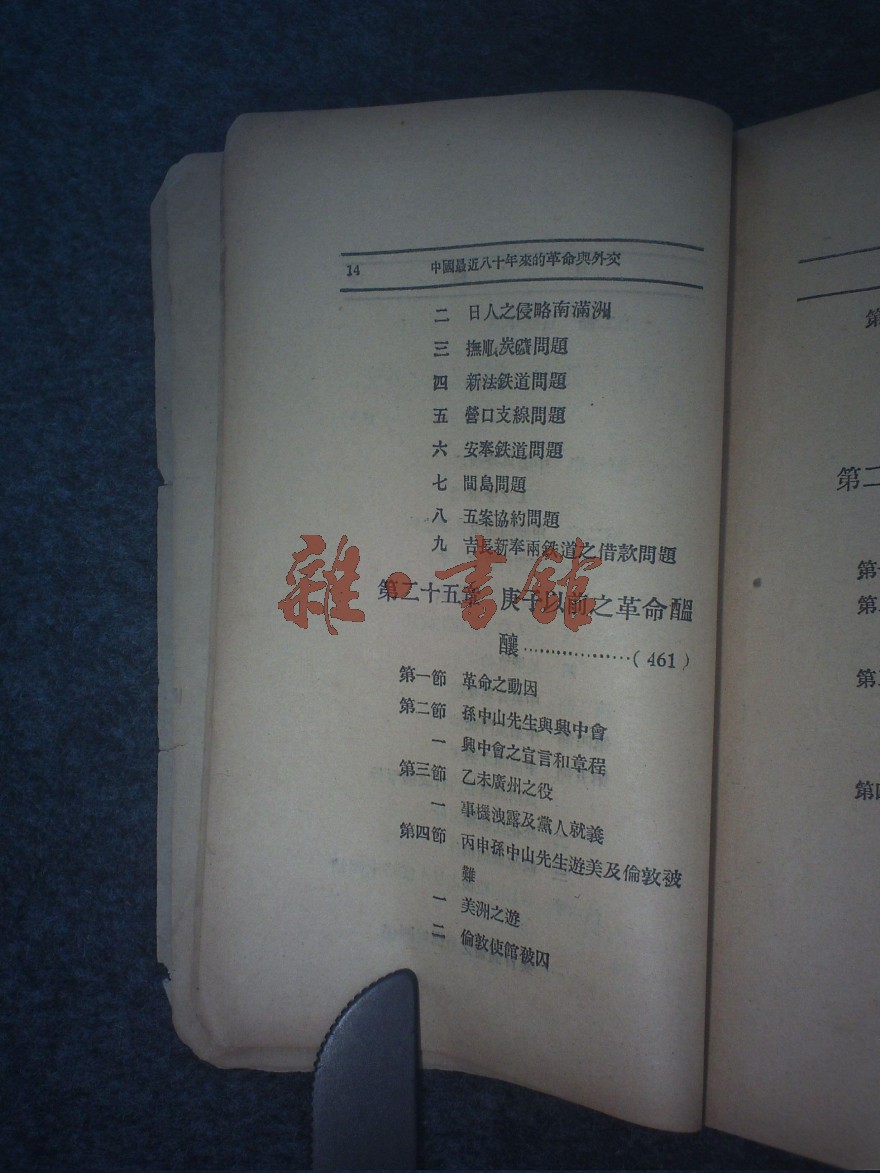 14 中國最近八十年來的革命與外交
二 日人之侵略南滿洲
三 撫順炭礦問題
四 新法鉄道問題
五 營口支線問題
六 安奉鉄道問題
七 間島問題
八 五案協約問題
九 吉長新奉兩鉄道之借款問題
第二十五章 庚子以前之革命醞
釀………………(461)
第一節 革命之動因
第二節 孫中山先生與興中會
一 興中會之宣言和章程
第三節 乙未廣州之役
一 事機洩露及黨人就義
第四節 丙申孫中山先生遊美及倫敦被
難
一 美洲之遊
二 倫敦使館被囚
雜·書館
第
第二
第
第
第
第